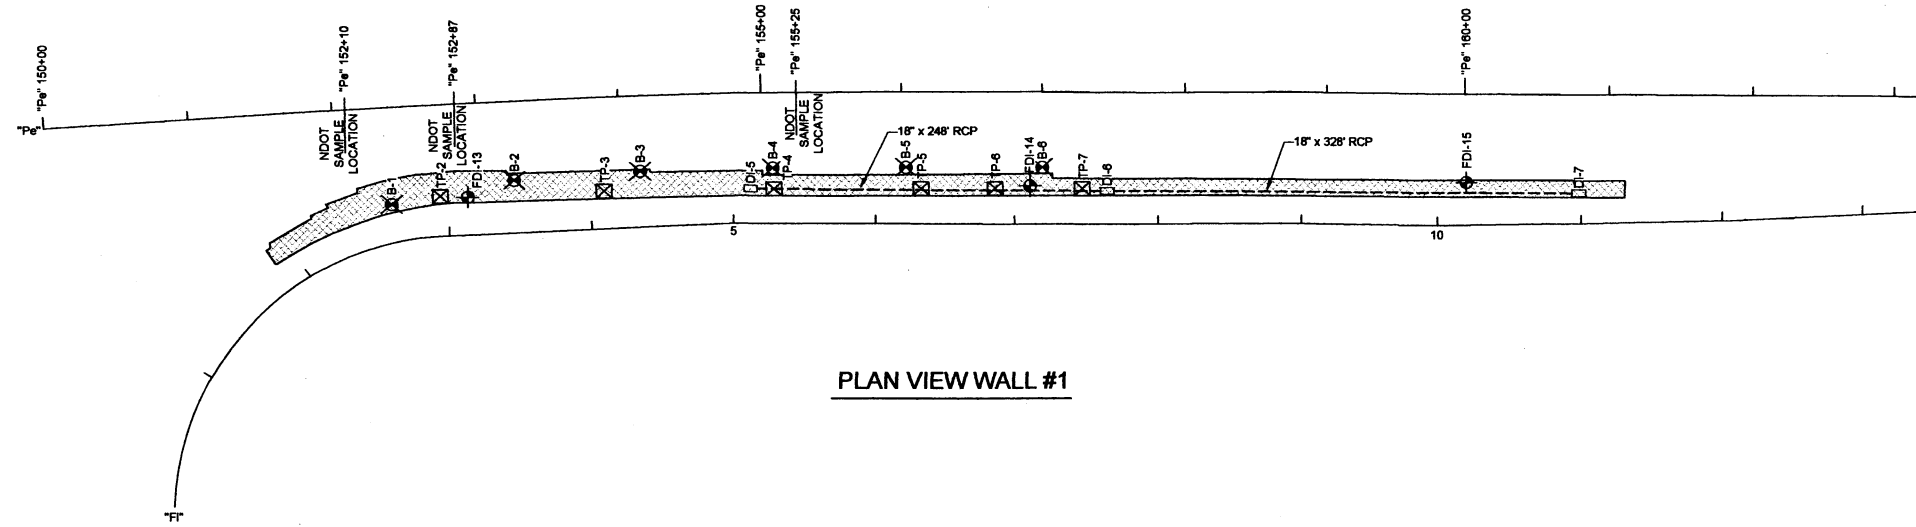 "Pe" 150+00
"Pe" 152+10
"Pe" 152+87
"Pe" 155+00
"Pe" 155+25
"Pe" 160+00
"Pe"
NDOT
SAMPLE
LOCATION
NDOT
SAMPLE
LOCATION
NDOT
SAMPLE
LOCATION
18" x 248' RCP
18" x 328' RCP
B-1
TP-2
FDI-13
B-2
TP-3
B-3
DI-5
B-4
TP-4
B-5
TP-5
TP-6
FDI-14
B-6
TP-7
DI-6
FDI-15
DI-7
5
10
PLAN VIEW WALL #1
"FI"